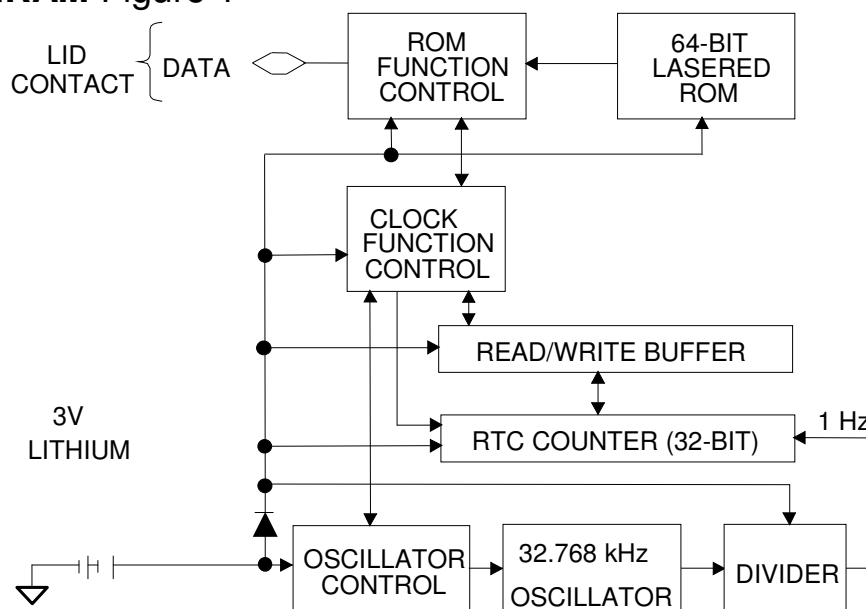 Figure 1
LID
CONTACT
DATA
ROM
FUNCTION
CONTROL
64-BIT
LASERED
ROM
CLOCK
FUNCTION
CONTROL
READ/WRITE BUFFER
3V
LITHIUM
RTC COUNTER (32-BIT)
1 Hz
OSCILLATOR
CONTROL
32.768 kHz
OSCILLATOR
DIVIDER